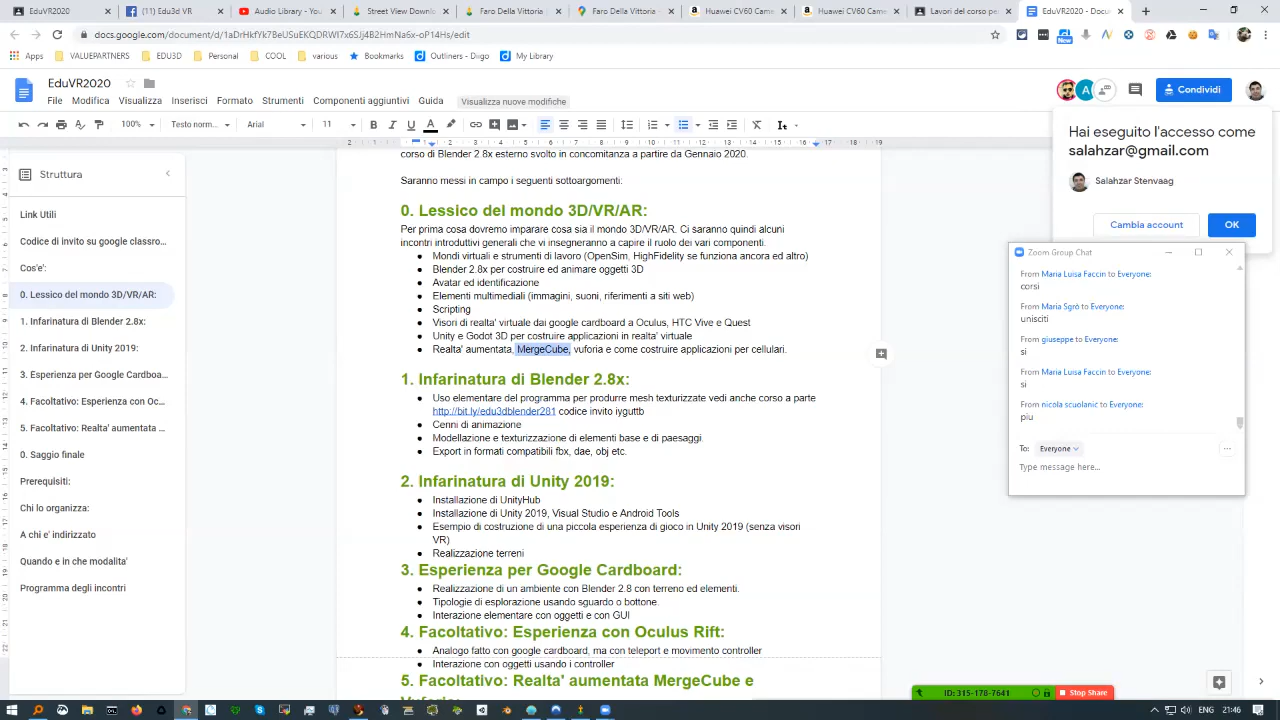 EduVR2020
Edu3d VR
Audio Library - You
Street View Downlo
Faro Della Vittoria
Faro Della Vittoria
Huawei CV60 Came
Huawei CV60 Came
Lavori del corso pe
EduVR2020 - Docu
docs.google.com/document/d/1aDrHkfYk7BeUSuEKQDRWI7x6SJj4B2HmNa6x-oP14Hs/edit
New
Apps
VALUEPARTNERS
EDU3D
Personal
COOL
various
Bookmarks
Outliners - Diigo
My Library
EduVR2020
File Modifica Visualizza Inserisci Formato Strumenti Componenti aggiuntivi Guida Visualizza nuove modifiche
A
Condividi
100% Testo norm... Arial 11
Hai eseguito l'accesso come
salahzar@gmail.com
Salahzar Stenvaag
Cambia account
OK
Struttura
Link Utili
Codice di invito su google classro...
Cos'e':
0. Lessico del mondo 3D/VR/AR:
1. Infarinatura di Blender 2.8x:
2. Infarinatura di Unity 2019:
3. Esperienza per Google Cardboa...
4. Facoltativo: Esperienza con Oc...
5. Facoltativo: Realta' aumentata ...
0. Saggio finale
Prerequisiti:
Chi lo organizza:
A chi e' indirizzato
Quando e in che modalita'
Programma degli incontri
corso di Blender 2.8x esterno svolto in concomitanza a partire da Gennaio 2020.
Saranno messi in campo i seguenti sottoargomenti:
0. Lessico del mondo 3D/VR/AR:
Per prima cosa faremo imparare cosa sia il mondo 3D/VR/AR. Ci saranno quindi alcuni
incontri introduttivi generali che vi insegneranno a capire il ruolo dei vari componenti.
● Mondi virtuali e strumenti di lavoro (OpenSim, HighFidelity se funziona ancora ed altro)
● Blender 2.8x per costruire ed animare oggetti 3D
● Avatar ed identificazione
● Elementi multimediali (immagini, suoni, riferimenti a siti web)
● Scripting
● Visori di realta' virtuale dai google cardboard a Oculus, HTC Vive e Quest
● Unity e Godot 3D per costruire applicazioni in realta' virtuale
● Realta' aumentata. MergeCube, vuforia e come costruire applicazioni per cellulari.
1. Infarinatura di Blender 2.8x:
● Uso elementare del programma per produrre mesh texturizzate vedi anche corso a parte
http://bit.ly/edu3dblender281 codice invito iyguttb
● Cenni di animazione
● Modellazione e texturizzazione di elementi base e di paesaggi
● Export in formati compatibili fbx, dae, obj etc.
2. Infarinatura di Unity 2019:
● Installazione di UnityHub
● Installazione di Unity 2019, Visual Studio e Android Tools
● Esempio di costruzione di una piccola esperienza di gioco in Unity 2019 (senza visori
VR)
● Realizzazione terreni
3. Esperienza per Google Cardboard:
● Realizzazione di un ambiente con Blender 2.8 con terreno ed elementi.
● Tipologie di esplorazione usando sguardo o bottone.
● Interazione elementare con oggetti e con GUI
4. Facoltativo: Esperienza con Oculus Rift:
● Analogo fatto con google cardboard, ma con teleport e movimento controller
● Interazione con oggetti usando i controller
5. Facoltativo: Realta' aumentata MergeCube e
Zoom Group Chat
From Maria Luisa Faccin to Everyone:
corsi
From Maria Sgrò to Everyone:
unisciti
From giuseppe to Everyone:
si
From Maria Luisa Faccin to Everyone:
si
From nicola scuolanic to Everyone:
piu
To: Everyone
Type message here...
ID: 315-178-7641
Stop Share
ENG 21:46